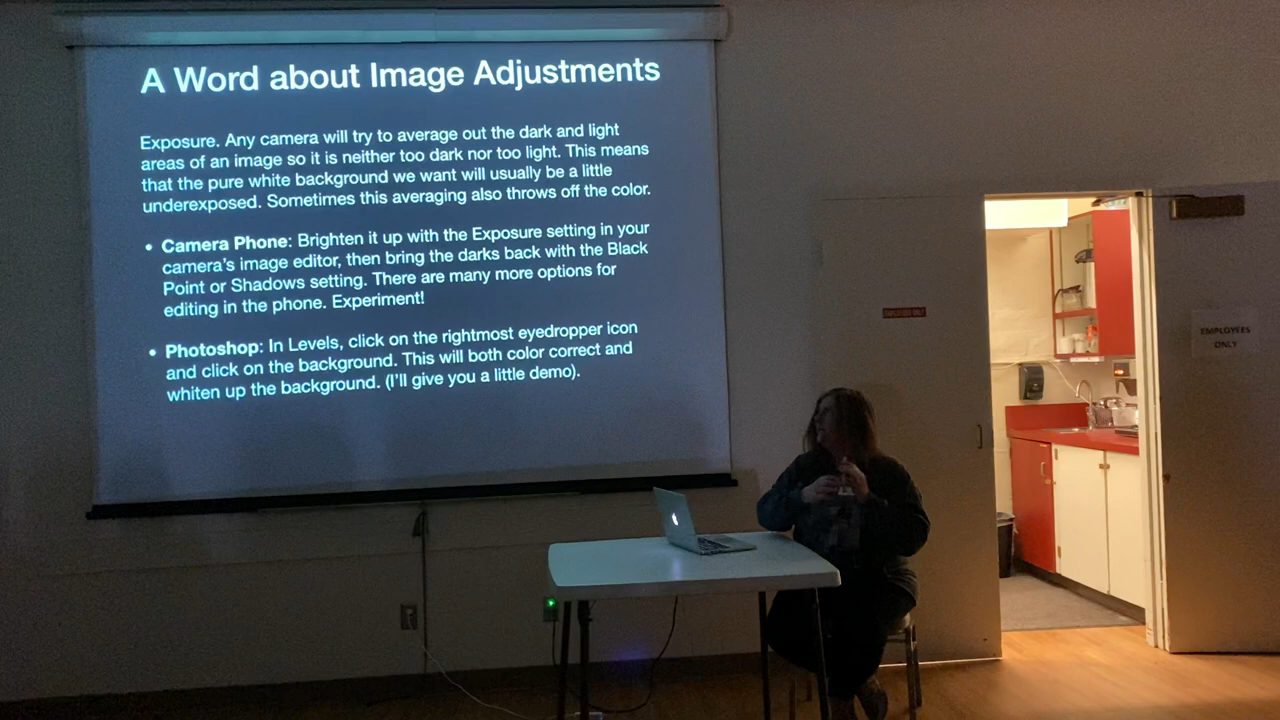 A Word about Image Adjustments
Exposure. Any camera will try to average out the dark and light
areas of an image so it is neither too dark nor too light. This means
that the pure white background we want will usually be a little
underexposed. Sometimes this averaging also throws off the color.
• Camera Phone: Brighten it up with the Exposure setting in your
camera's image editor, then bring the darks back with the Black
Point or Shadows setting. There are many more options for
editing in the phone. Experiment!
• Photoshop: In Levels, click on the rightmost eyedropper icon
and click on the background. This will both color correct and
whiten up the background. (I'll give you a little demo).
EMPLOYEES ONLY
EMPLOYEES
ONLY